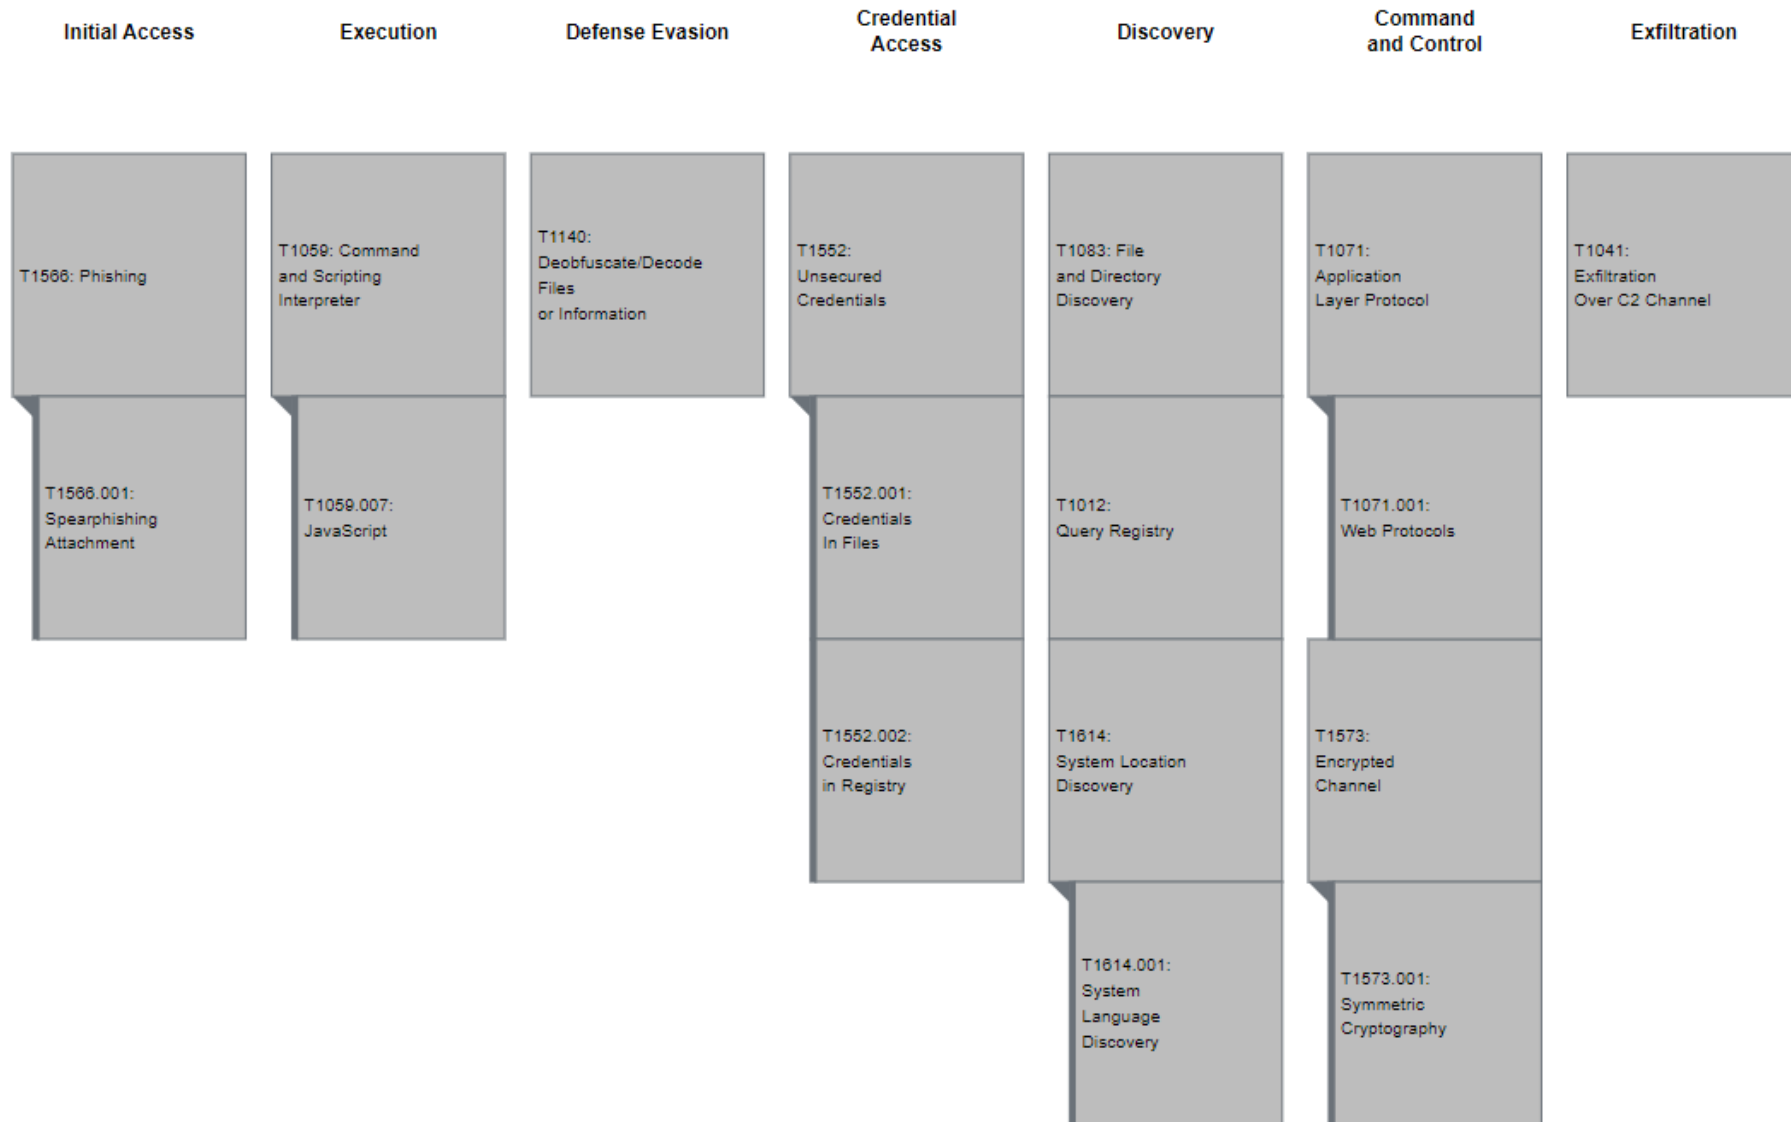 Initial Access
Execution
Defense Evasion
Credential
Access
Discovery
Command
and Control
Exfiltration
T1566: Phishing
T1566.001:
Spearphishing
Attachment
T1059: Command
and Scripting
Interpreter
T1059.007:
JavaScript
T1140:
Deobfuscate/Decode
Files
or Information
T1552:
Unsecured
Credentials
T1552.001:
Credentials
In Files
T1552.002:
Credentials
in Registry
T1083: File
and Directory
Discovery
T1012:
Query Registry
T1614:
System Location
Discovery
T1614.001:
System
Language
Discovery
T1071:
Application
Layer Protocol
T1071.001:
Web Protocols
T1573:
Encrypted
Channel
T1573.001:
Symmetric
Cryptography
T1041:
Exfiltration
Over C2 Channel